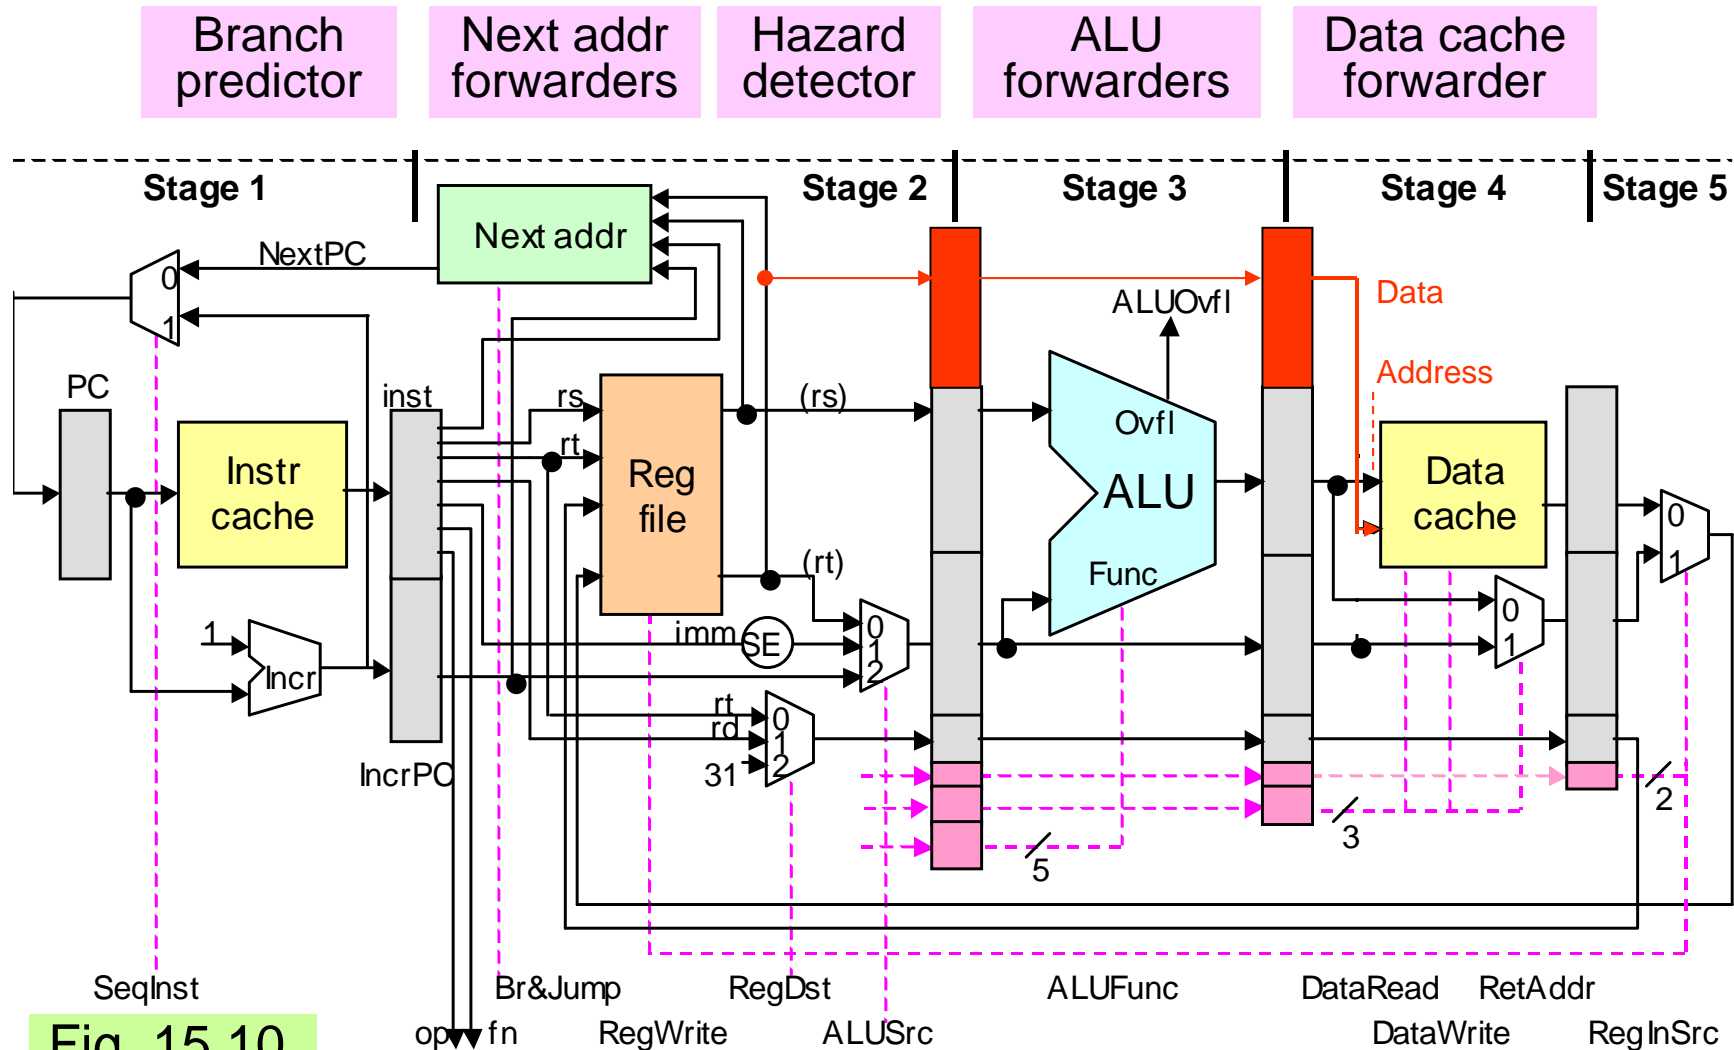 Branch predictor
Next addr forwarders
Hazard detector
ALU forwarders
Data cache forwarder
Stage 1
Stage 2
Stage 3
Stage 4
Stage 5
Next addr
NextPC
0
1
ALUOvfl
Data
Address
PC
inst
rs
(rs)
rt
Ovfl
Instr cache
Reg file
ALU
Data cache
0
1
(rt)
Func
1
Incr
imm
SE
0
1
2
0
1
rt
rd
31
0
1
2
IncrPC
5
3
2
SeqInst
Br&Jump
RegDst
ALUFunc
DataRead
RetAddr
Fig. 15.10
op
fn
RegWrite
ALUSrc
DataWrite
RegInSrc